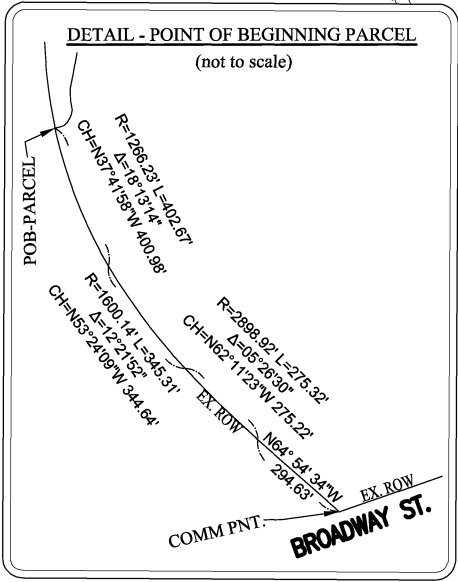 DETAIL - POINT OF BEGINNING PARCEL
(not to scale)
R=1266.23' L=402.67'
Δ=18°13'14"
CH=N37°41'58"W 400.98'
POB-PARCEL
R=1600.14' L=345.31'
Δ=12°21'52"
CH=N53°24'09"W 344.64'
R=2898.92' L=275.32'
Δ=05°26'30"
CH=N62°11'23"W 275.22'
EX. ROW
N64° 54' 34"W
294.63'
EX. ROW
COMM PNT.
BROADWAY ST.